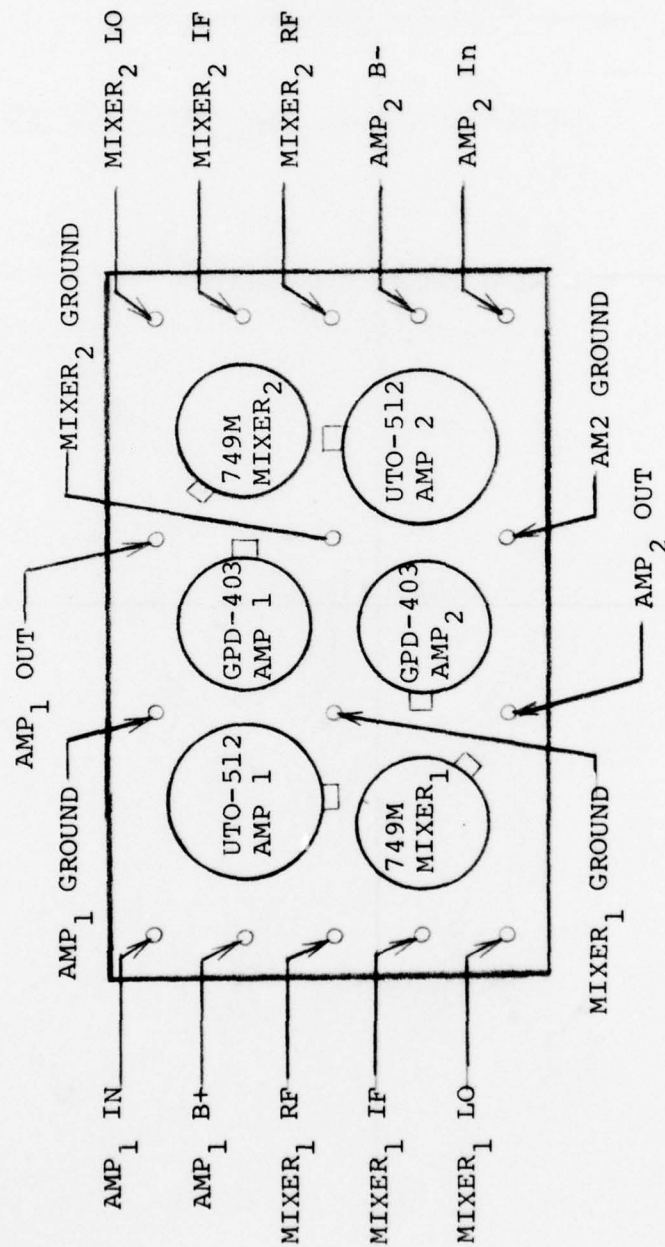 AMP₁ GROUND
AMP₁ OUT
MIXER₂ GROUND
AMP₁ IN
AMP₁ B+
MIXER₁ RF
MIXER₁ IF
MIXER₁ LO
UTO-512
AMP 1
GPD-403
AMP 1
749M
MIXER₂
749M
MIXER₁
GPD-403
AMP₂
UTO-512
AMP 2
MIXER₂ LO
MIXER₂ IF
MIXER₂ RF
AMP₂ B-
AMP₂ In
MIXER₁ GROUND
AMP₂ OUT
AM2 GROUND